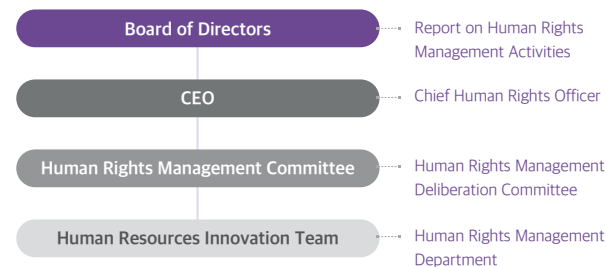 Board of Directors
Report on Human Rights
Management Activities
CEO
Chief Human Rights Officer
Human Rights Management Committee
Human Rights Management
Deliberation Committee
Human Resources Innovation Team
Human Rights Management
Department